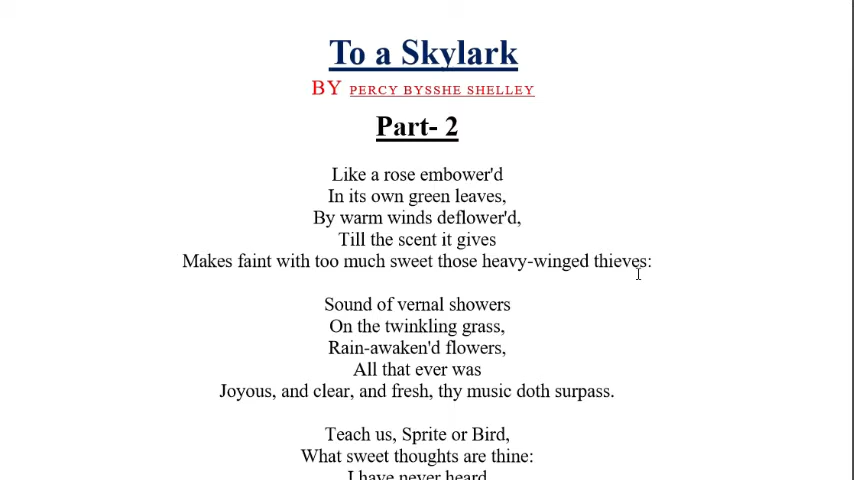 To a Skylark
BY PERCY BYSSHE SHELLEY
Part- 2
Like a rose embower'd
In its own green leaves,
By warm winds deflower'd,
Till the scent it gives
Makes faint with too much sweet those heavy-winged thieves:
Sound of vernal showers
On the twinkling grass,
Rain-awaken'd flowers,
All that ever was
Joyous, and clear, and fresh, thy music doth surpass.
Teach us, Sprite or Bird,
What sweet thoughts are thine:
I have never heard